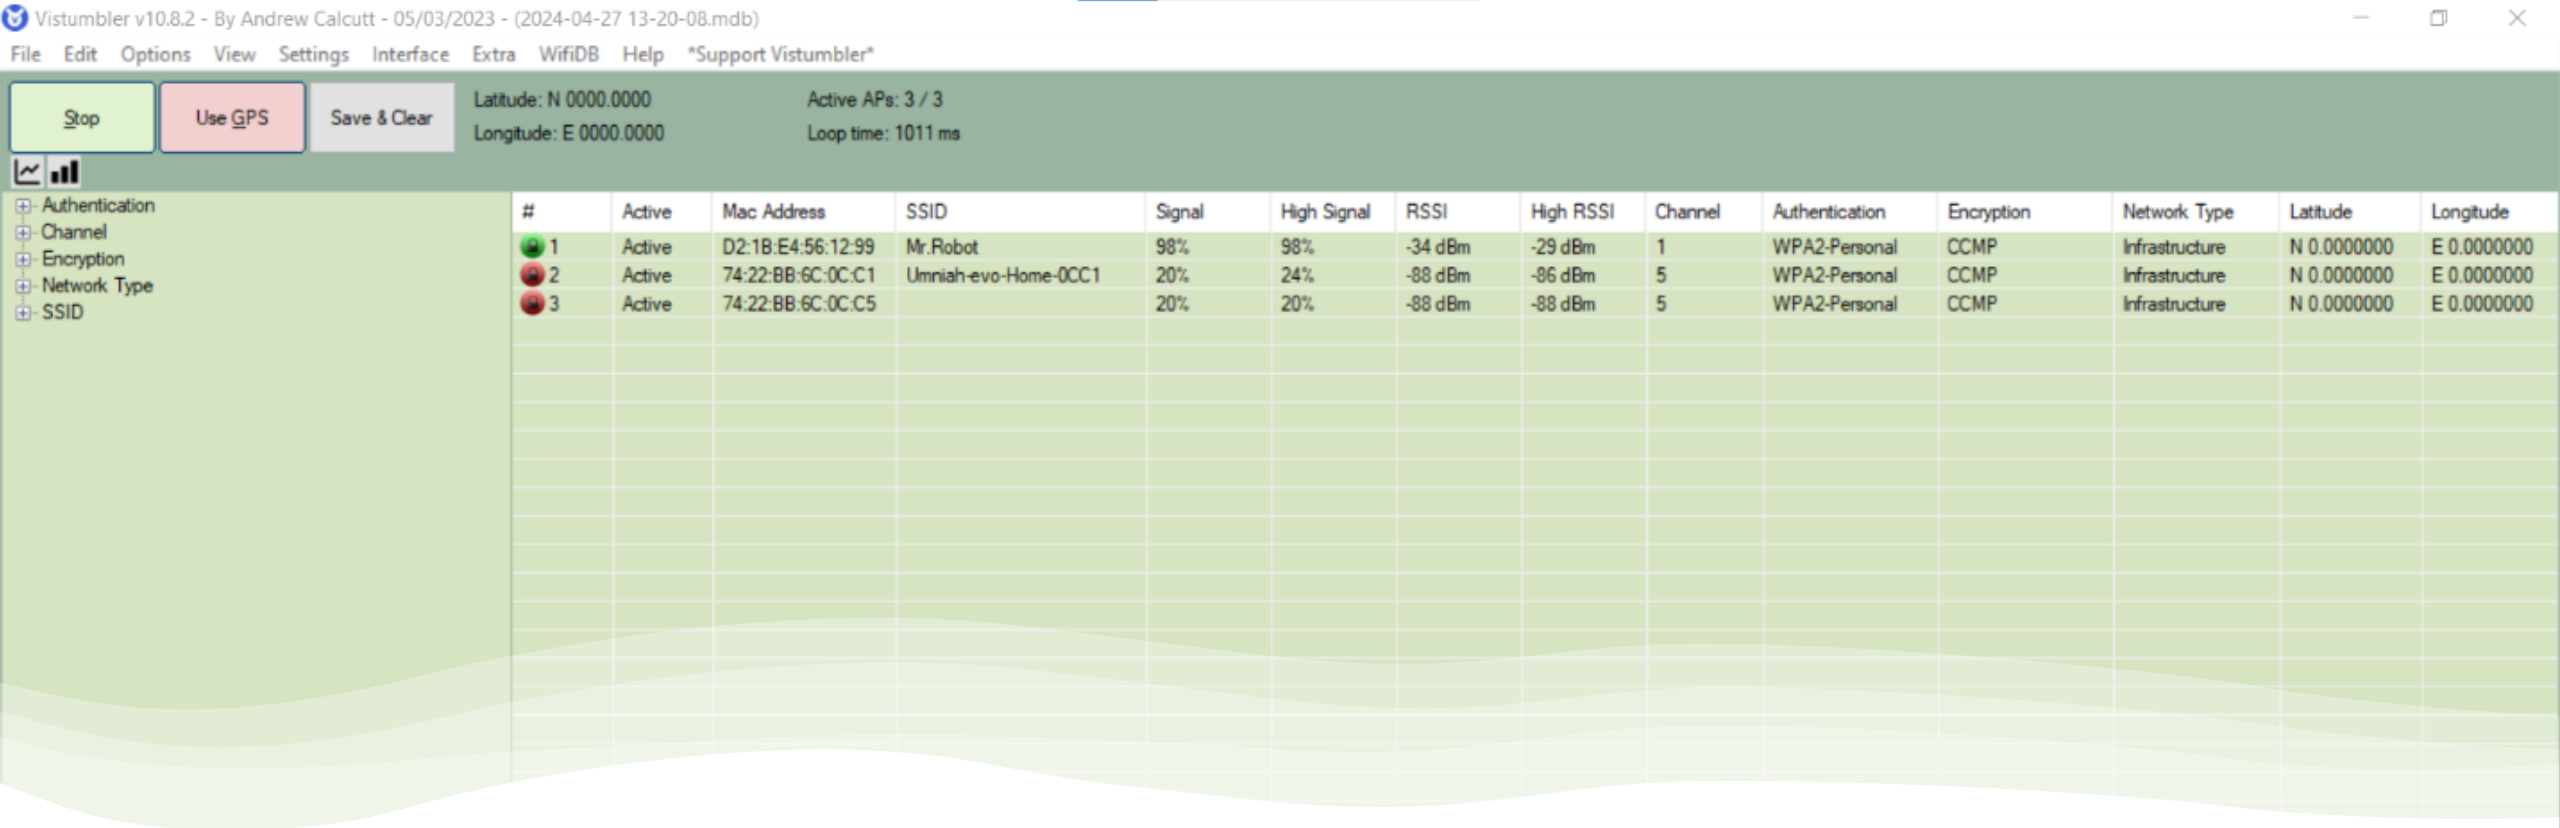 Vistumbler v10.8.2 - By Andrew Calcutt - 05/03/2023 - (2024-04-27 13-20-08.mdb)
File Edit Options View Settings Interface Extra WifiDB Help *Support Vistumbler*
Stop Use GPS Save & Clear
Latitude: N 0000.0000
Longitude: E 0000.0000
Active APs: 3 / 3
Loop time: 1011 ms
Authentication
Channel
Encryption
Network Type
SSID
# Active Mac Address SSID Signal High Signal RSSI High RSSI Channel Authentication Encryption Network Type Latitude Longitude
1 Active D2:1B:E4:56:12:99 Mr.Robot 98% 98% -34 dBm -29 dBm 1 WPA2-Personal CCMP Infrastructure N 0.0000000 E 0.0000000
2 Active 74:22:BB:6C:0C:C1 Umniah-evo-Home-0CC1 20% 24% -88 dBm -86 dBm 5 WPA2-Personal CCMP Infrastructure N 0.0000000 E 0.0000000
3 Active 74:22:BB:6C:0C:C5 20% 20% -88 dBm -88 dBm 5 WPA2-Personal CCMP Infrastructure N 0.0000000 E 0.0000000